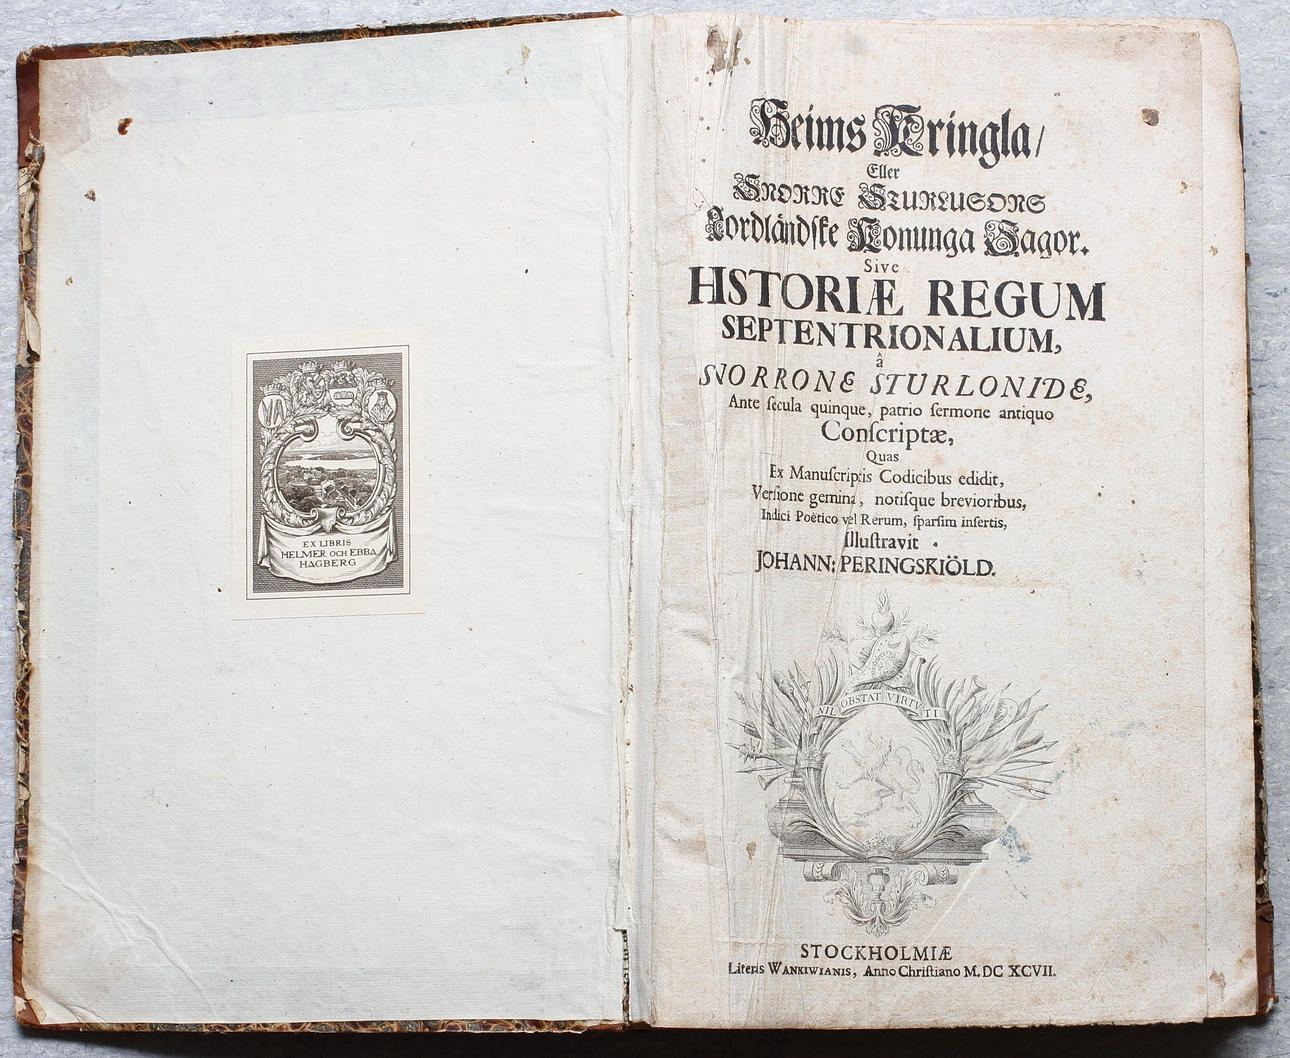 EX LIBRIS
HELMER OCH EBBA
HAGBERG
Heims Kringla/
Eller
SNORRE STURLUSONS
Nordländske Konunga Sagor.
Sive
HISTORIÆ REGUM
SEPTENTRIONALIUM,
â
SNORRONE STURLONIDE,
Ante secula quinque, patrio sermone antiquo
Conſcriptæ,
Quas
Ex Manuſcriptis Codicibus edidit,
Verſione gemina, notiſque brevioribus,
Indici Poëtico vel Rerum, ſparſim inſertis,
Illuſtravit
JOHANN: PERINGSKIÖLD.
NIL OBSTAT VIRTUTI
STOCKHOLMIÆ
Literis WANKIWIANIS, Anno Chriſtiano M. DC XCVII.